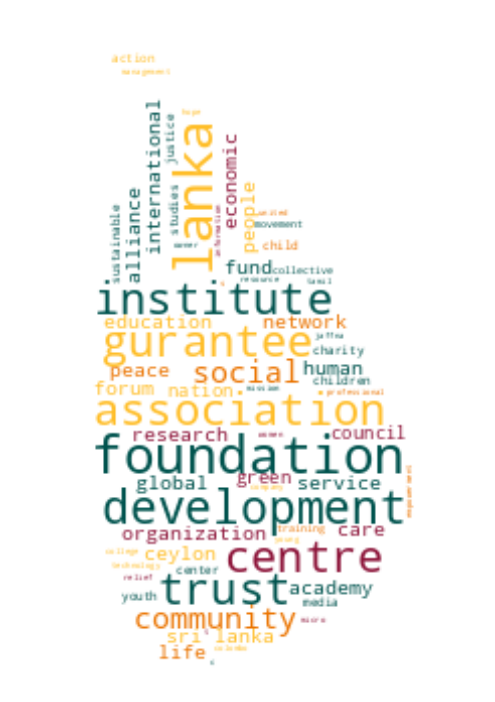 action
management
hope
international
justice
lanka
economic
studies
people
alliance
sustainable
information
united
movement
career
child
fund
collective
resource
tamil
institute
education
network
gurantee
jaffna
charity
peace
social
human
children
forum
nation
mission
professional
association
research
women
council
foundation
global
green
service
company
empowerment
development
organization
training
care
young
college
ceylon
centre
technology
center
relief
trust
academy
youth
media
community
micro
sri lanka
s
life
colombo